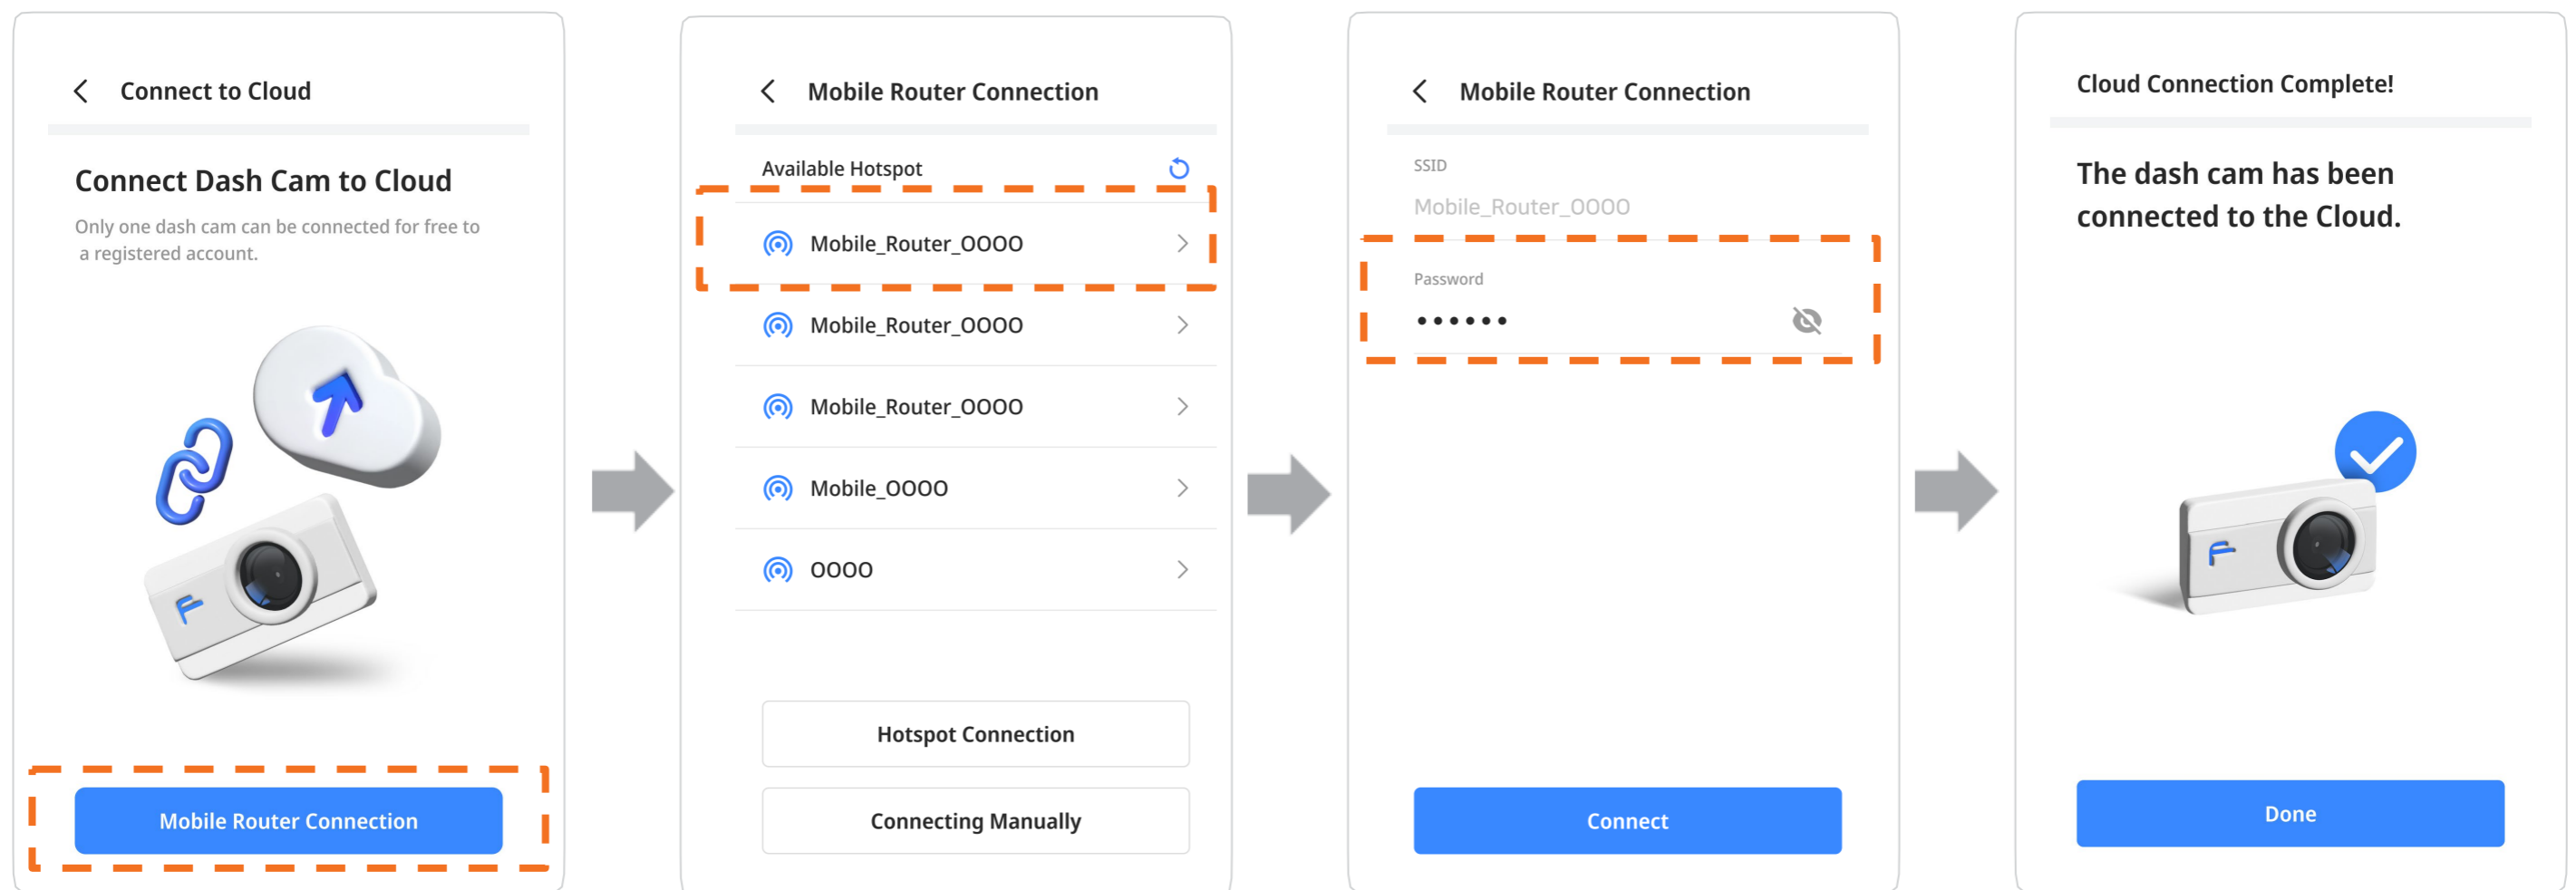 Connect to Cloud
Connect Dash Cam to Cloud
Only one dash cam can be connected for free to
a registered account.
F
Mobile Router Connection
Mobile Router Connection
Available Hotspot
Mobile_Router_OOOO
Mobile_Router_OOOO
Mobile_Router_OOOO
Mobile_OOOO
OOOO
Hotspot Connection
Connecting Manually
Mobile Router Connection
SSID
Mobile_Router_OOOO
Password
••••••
Connect
Cloud Connection Complete!
The dash cam has been
connected to the Cloud.
F
Done